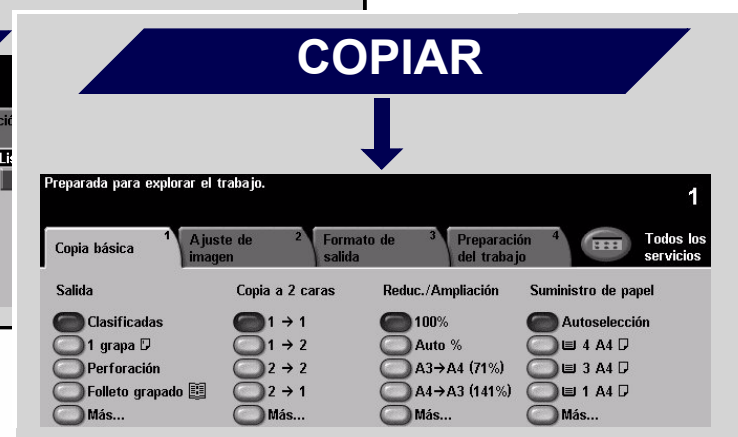 COPIAR
Preparada para explorar el trabajo.
1
Copia básica 1
Ajuste de imagen 2
Formato de salida 3
Preparación del trabajo 4
Todos los servicios
Salida
Clasificadas
1 grapa
Perforación
Folleto grapado
Más...
Copia a 2 caras
1 → 1
1 → 2
2 → 2
2 → 1
Más...
Reduc./Ampliación
100%
Auto %
A3→A4 (71%)
A4→A3 (141%)
Más...
Suministro de papel
Autoselección
4 A4
3 A4
1 A4
Más...